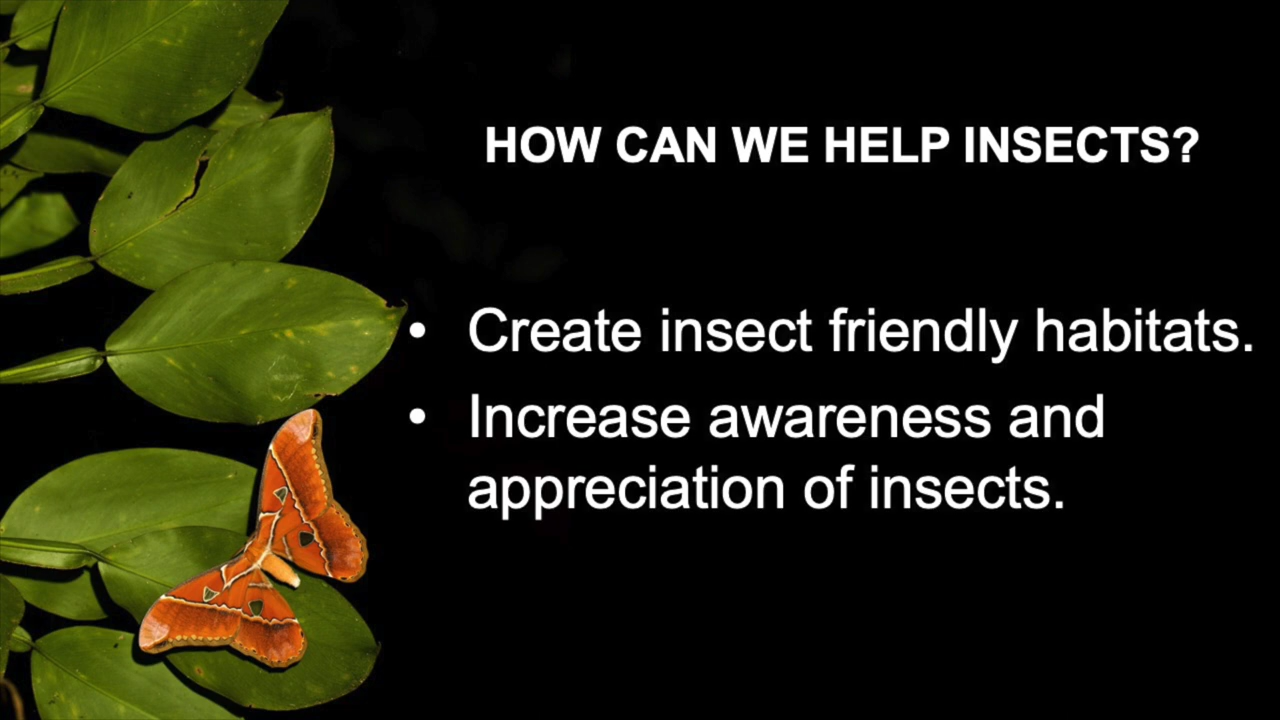 HOW CAN WE HELP INSECTS?
• Create insect friendly habitats.
• Increase awareness and
appreciation of insects.